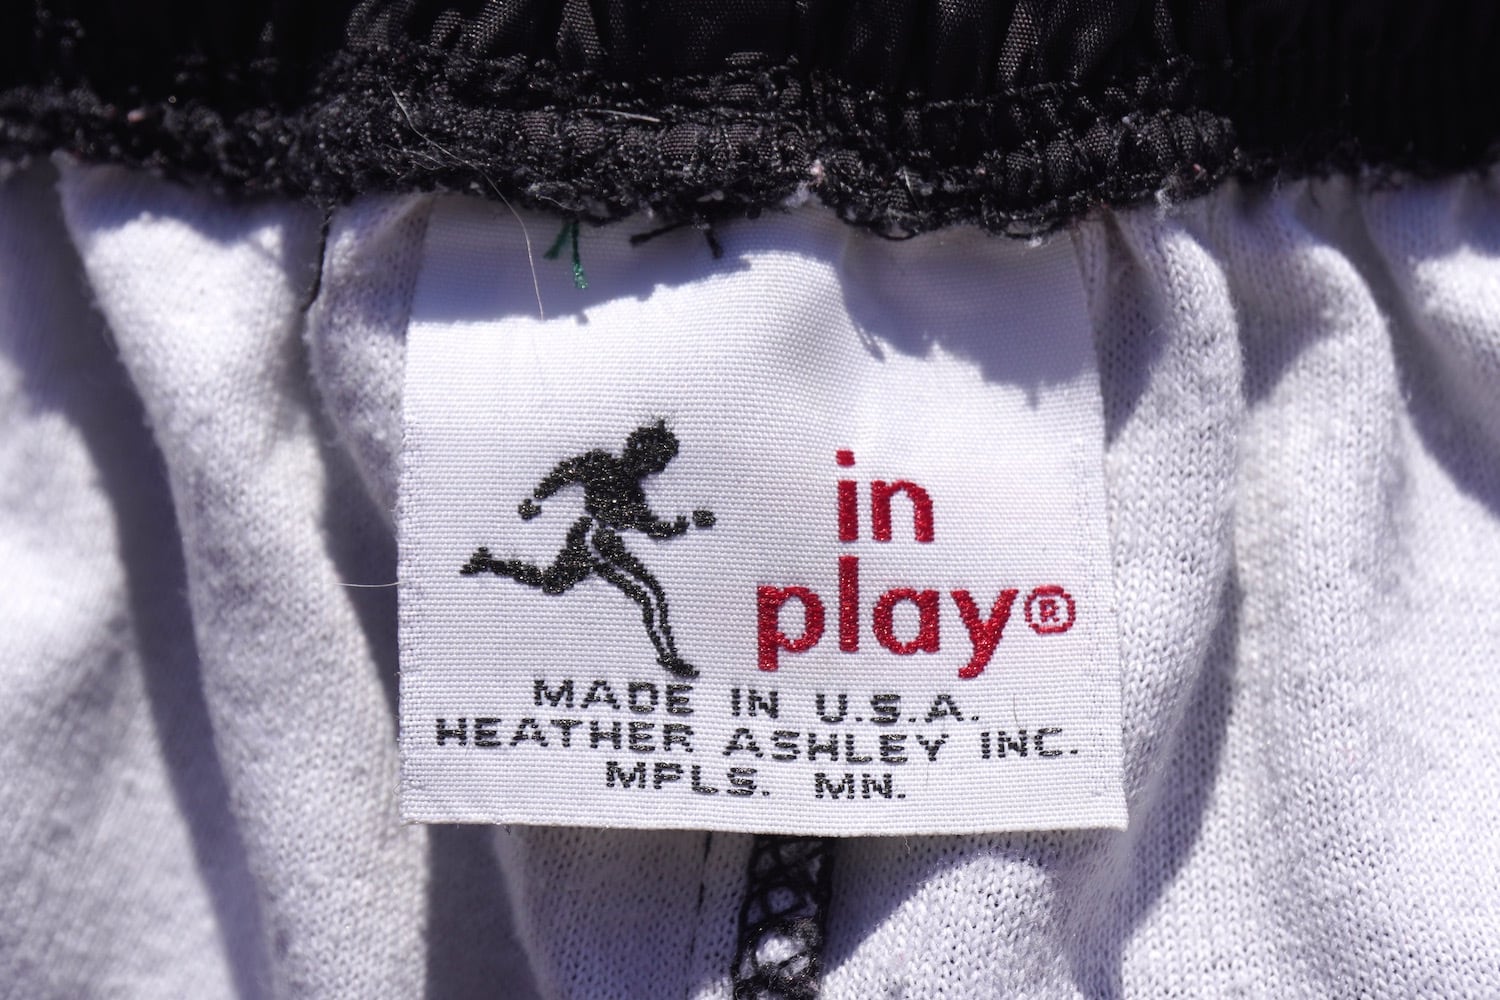 in
play®
MADE IN U.S.A.
HEATHER ASHLEY INC.
MPLS. MN.